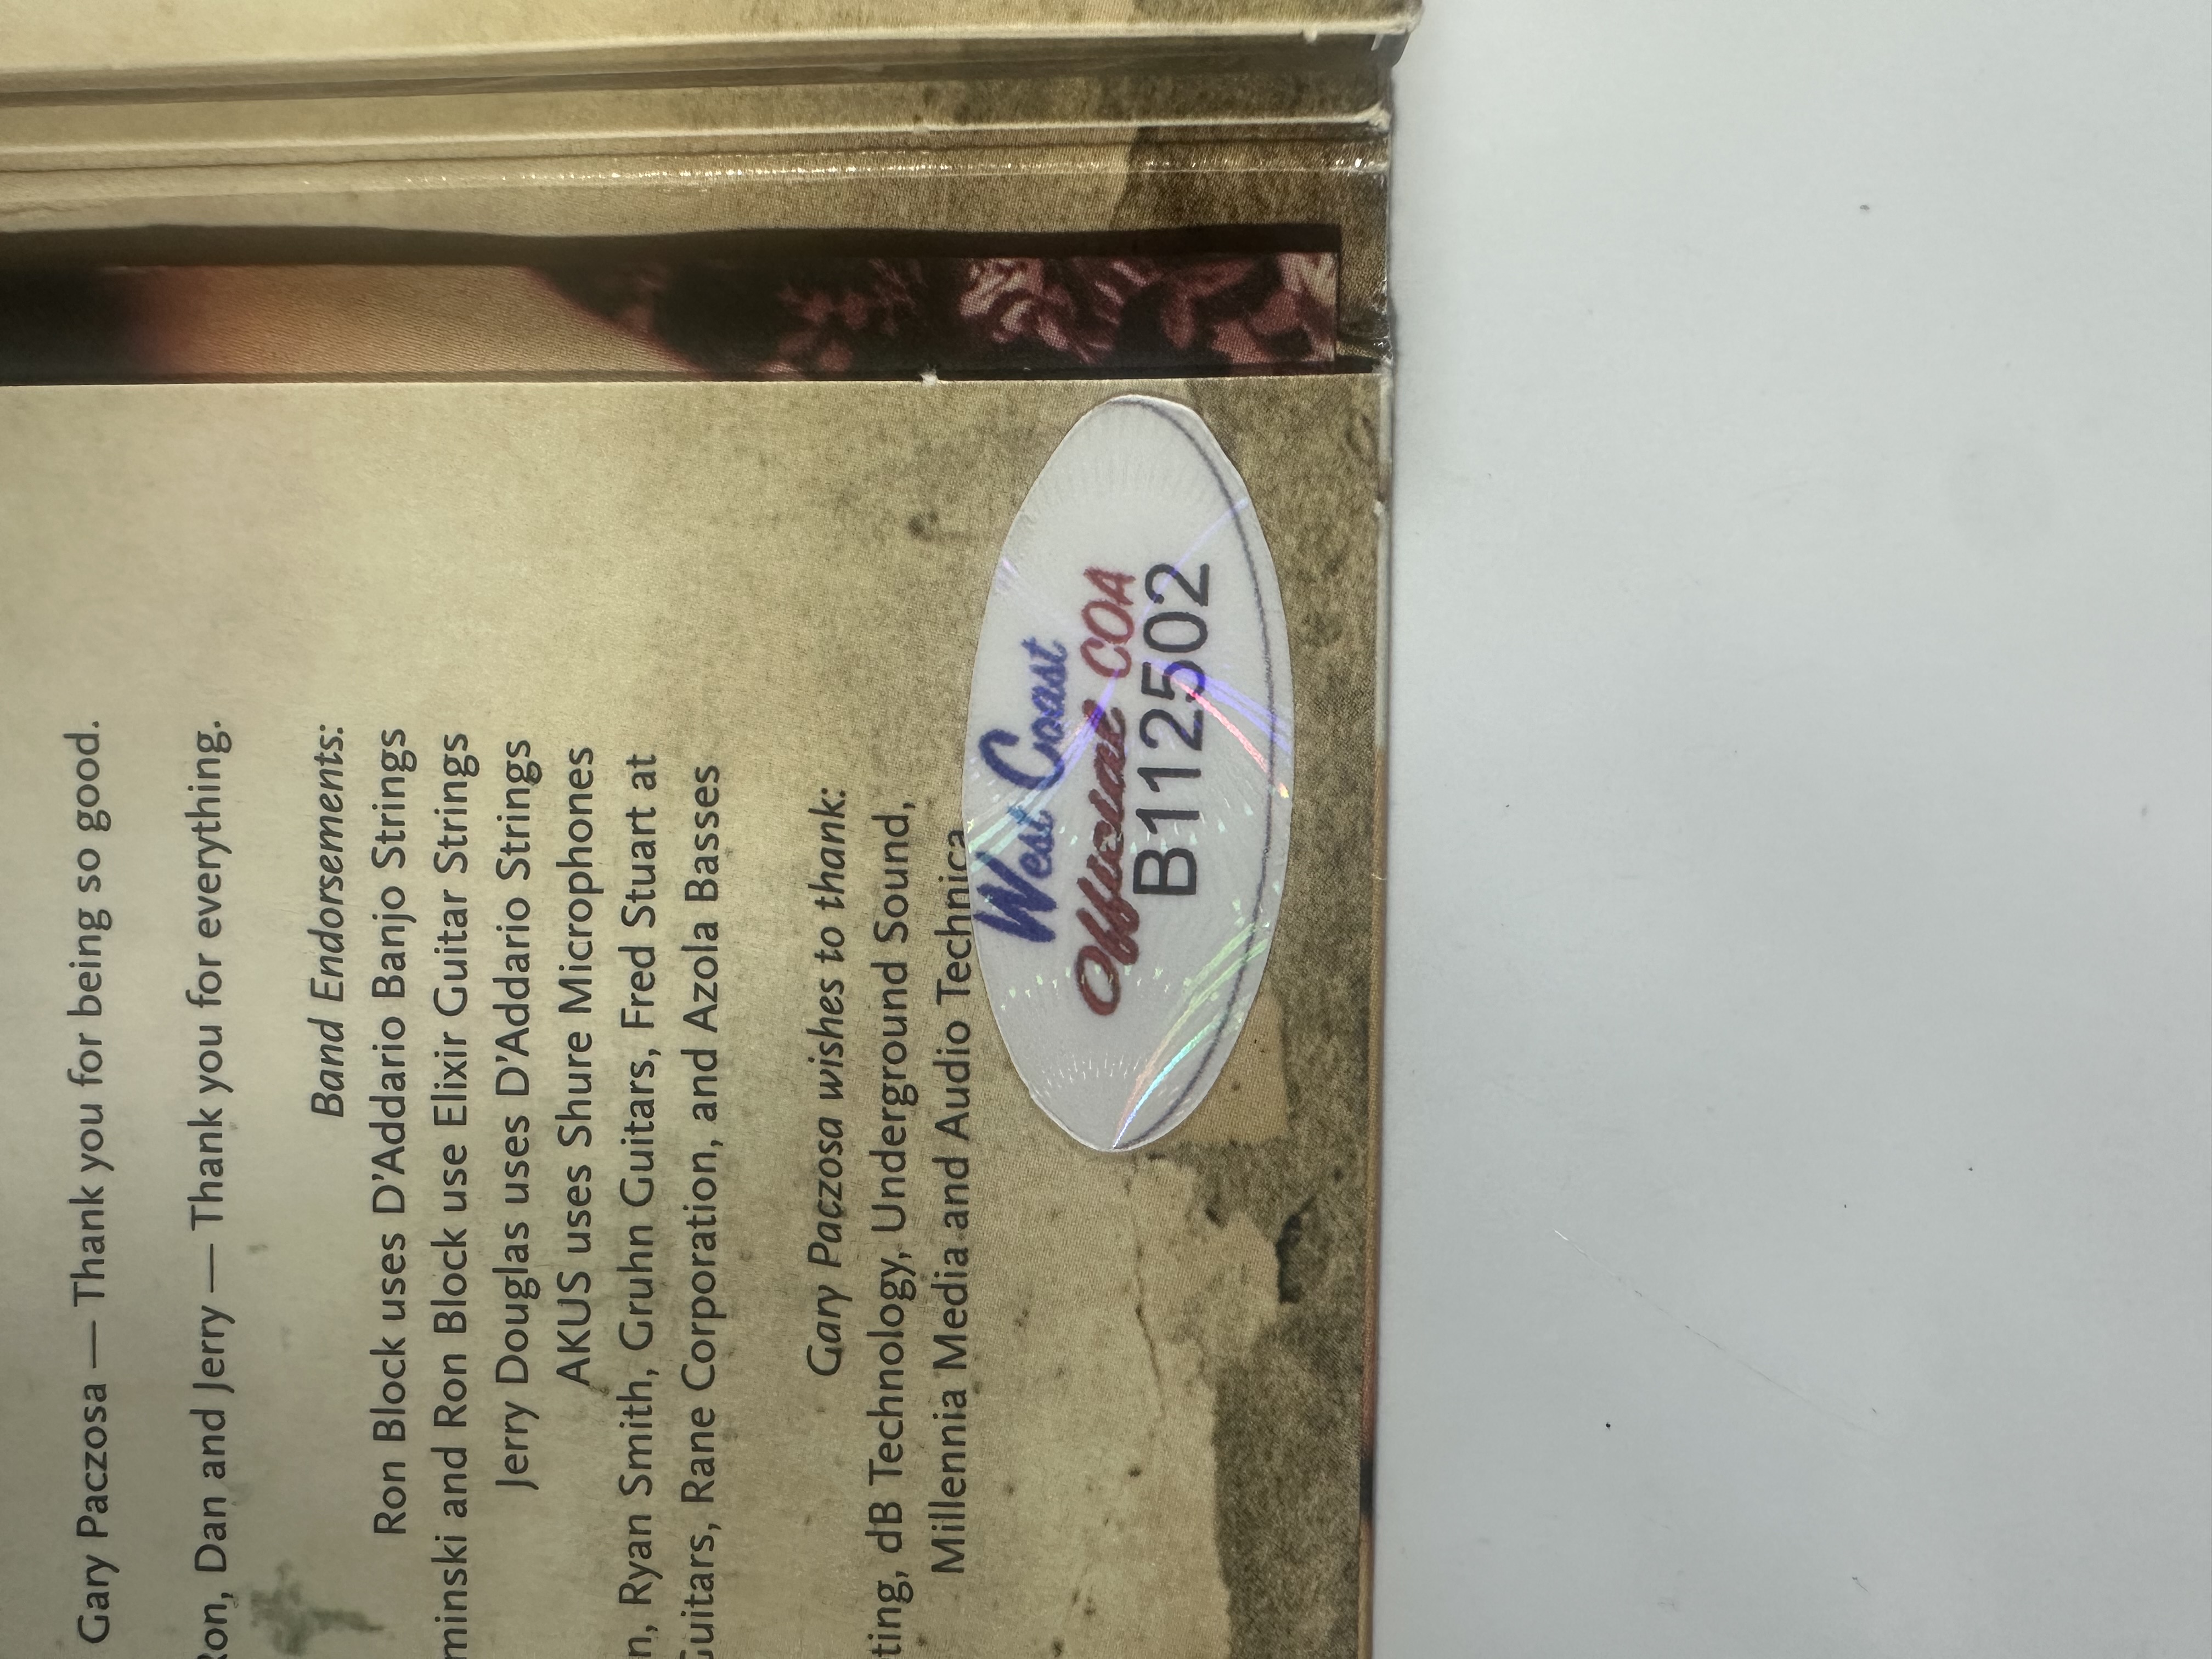 Gary Paczosa — Thank you for being so good.
Ron, Dan and Jerry — Thank you for everything.
Band Endorsements:
Ron Block uses D'Addario Banjo Strings
minski and Ron Block use Elixir Guitar Strings
Jerry Douglas uses D'Addario Strings
AKUS uses Shure Microphones
n, Ryan Smith, Gruhn Guitars, Fred Stuart at
Guitars, Rane Corporation, and Azola Basses
Gary Paczosa wishes to thank:
ting, dB Technology, Underground Sound,
Millennia Media and Audio Technica
West Coast
Official COA
B112502